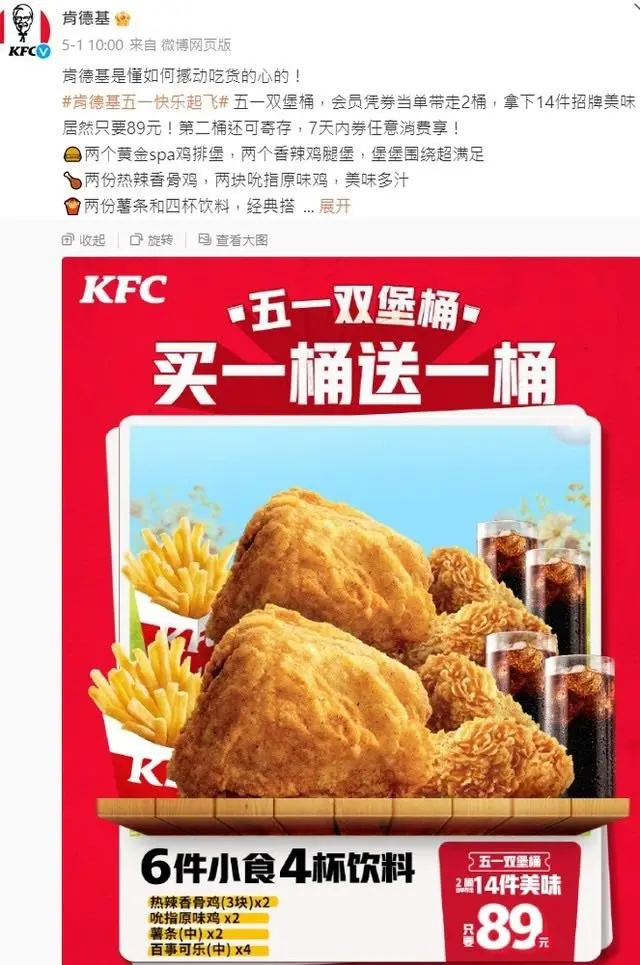 肯德基
KFC
5-1 10:00 来自 微博网页版
肯德基是懂如何撼动吃货的心的！
#肯德基五一快乐起飞# 五一双堡桶，会员凭券当单带走2桶，拿下14件招牌美味
居然只要89元！第二桶还可寄存，7天内券任意消费享！
两个黄金spa鸡排堡，两个香辣鸡腿堡，堡堡围绕超满足
两份热辣香骨鸡，两块吮指原味鸡，美味多汁
两份薯条和四杯饮料，经典搭 ... 展开
收起 旋转 查看大图
KFC
五一双堡桶
买一桶送一桶
KF
K
6件小食4杯饮料
热辣香骨鸡(3块)x2
吮指原味鸡 x2
薯条(中) x2
百事可乐(中) x4
五一双堡桶
2桶 14件美味
只要89元